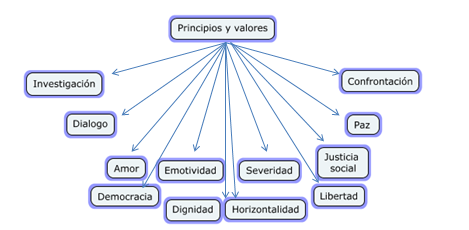 Principios y valores
Investigación
Confrontación
Dialogo
Paz
Amor
Emotividad
Severidad
Justicia
social
Democracia
Dignidad
Horizontalidad
Libertad